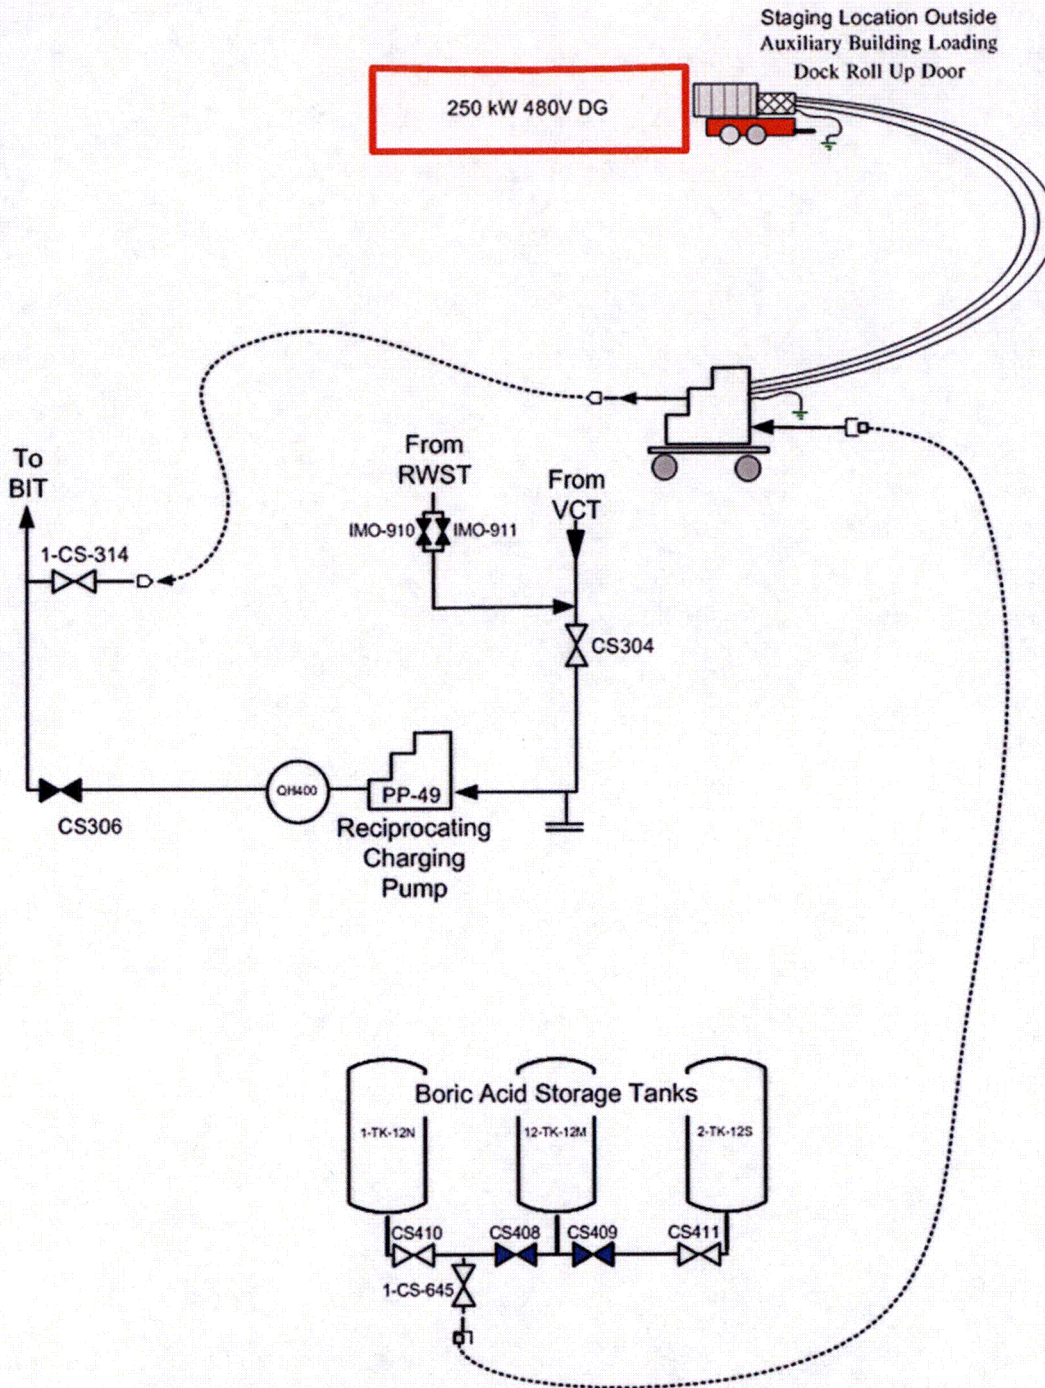 Staging Location Outside
Auxiliary Building Loading
Dock Roll Up Door
250 kW 480V DG
To
BIT
From
RWST
From
VCT
IMO-910
IMO-911
1-CS-314
CS304
QH400
PP-49
CS306
Reciprocating
Charging
Pump
Boric Acid Storage Tanks
1-TK-12N
12-TK-12M
2-TK-12S
CS410
CS408
CS409
CS411
1-CS-645